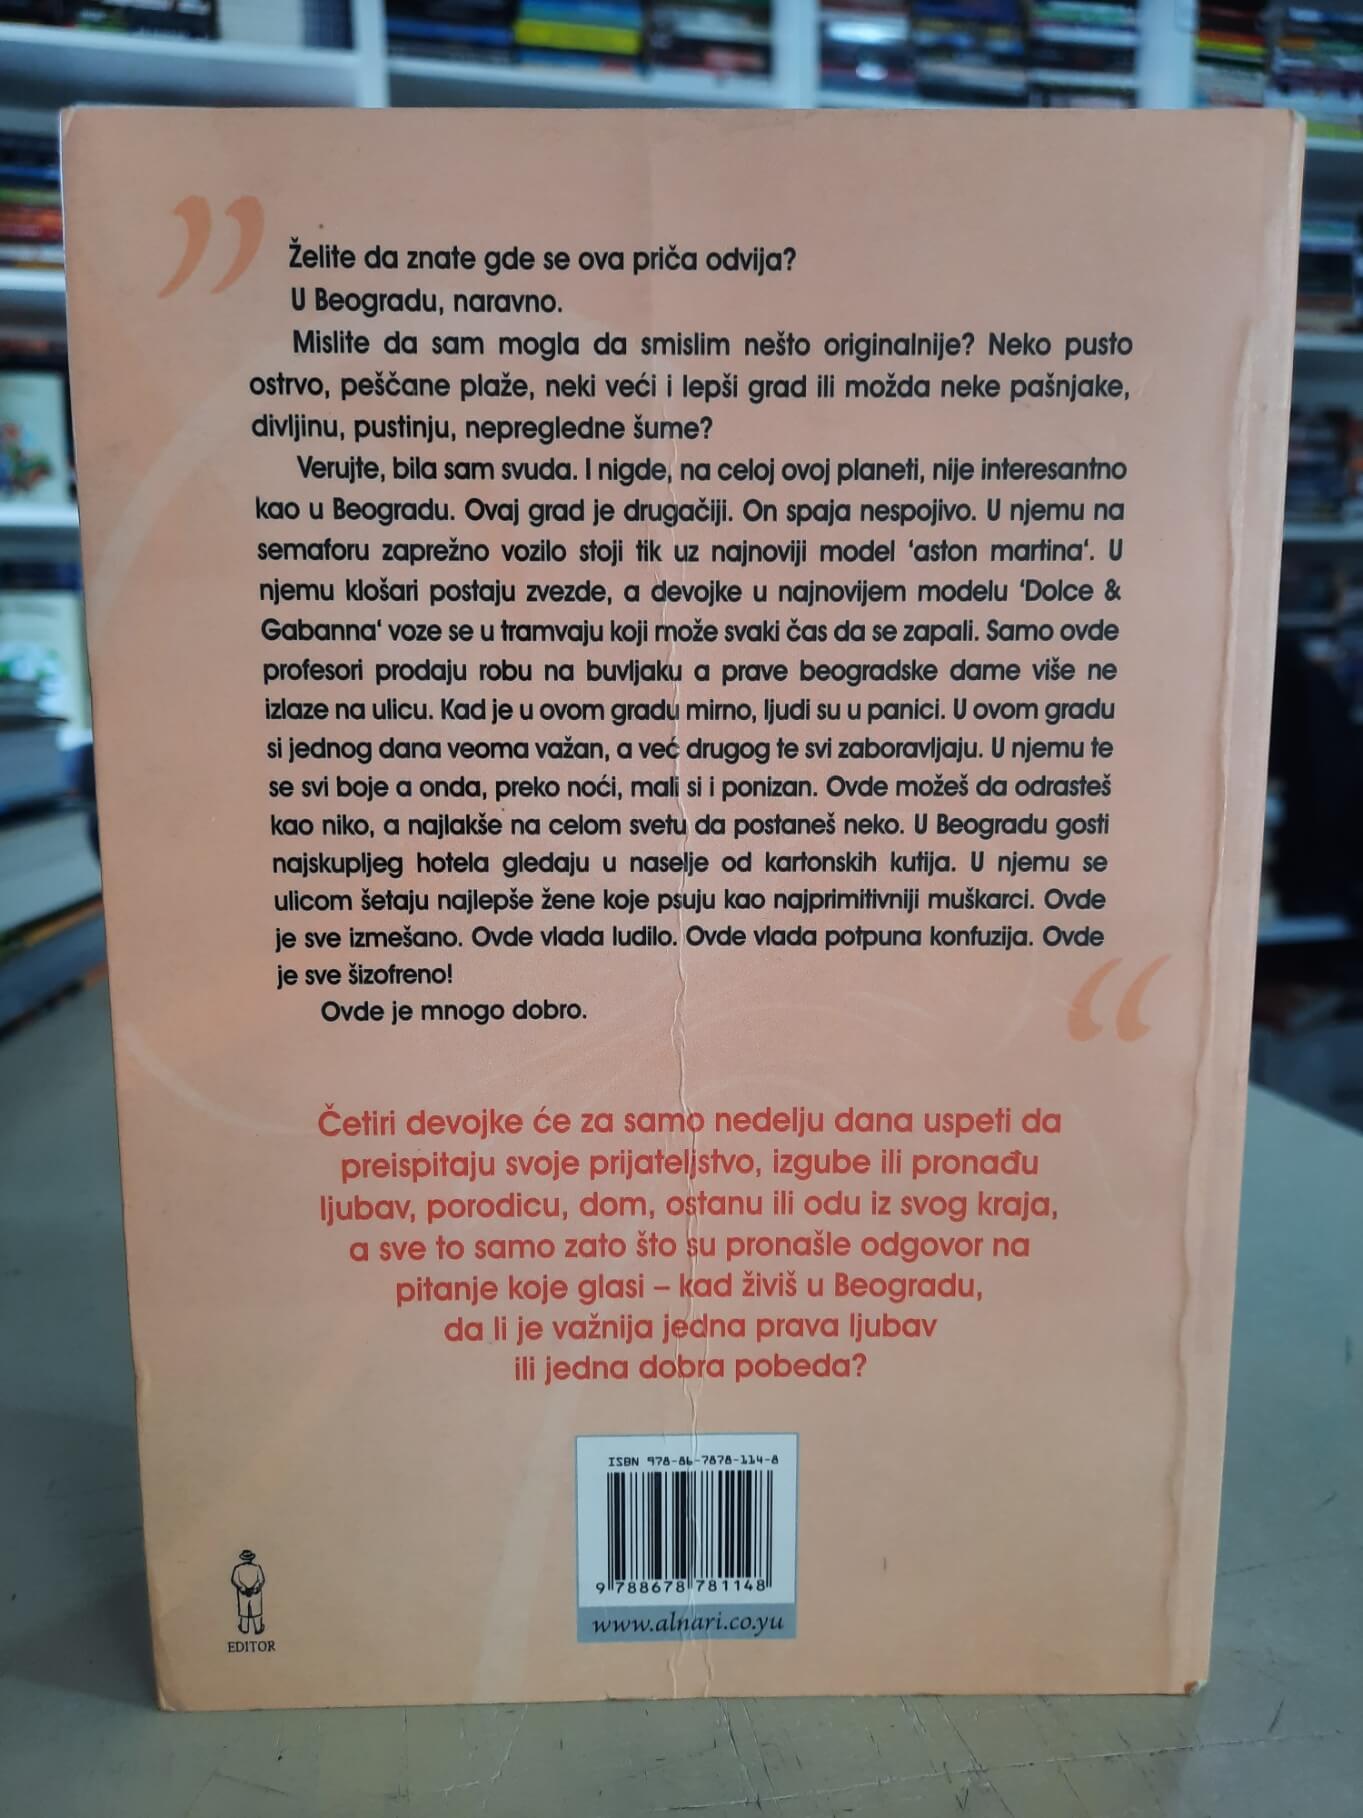 ”
Želite da znate gde se ova priča odvija?
U Beogradu, naravno.
Mislite da sam mogla da smislim nešto originalnije? Neko pusto
ostrvo, peščane plaže, neki veći i lepši grad ili možda neke pašnjake,
divljinu, pustinju, nepregledne šume?
Verujte, bila sam svuda. I nigde, na celoj ovoj planeti, nije interesantno
kao u Beogradu. Ovaj grad je drugačiji. On spaja nespojivo. U njemu na
semaforu zaprežno vozilo stoji tik uz najnoviji model ‘aston martina‘. U
njemu klošari postaju zvezde, a devojke u najnovijem modelu ‘Dolce &
Gabanna‘ voze se u tramvaju koji može svaki čas da se zapali. Samo ovde
profesori prodaju robu na buvljaku a prave beogradske dame više ne
izlaze na ulicu. Kad je u ovom gradu mirno, ljudi su u panici. U ovom gradu
si jednog dana veoma važan, a već drugog te svi zaboravljaju. U njemu te
se svi boje a onda, preko noći, mali si i ponizan. Ovde možeš da odrasteš
kao niko, a najlakše na celom svetu da postaneš neko. U Beogradu gosti
najskupljeg hotela gledaju u naselje od kartonskih kutija. U njemu se
ulicom šetaju najlepše žene koje psuju kao najprimitivniji muškarci. Ovde
je sve izmešano. Ovde vlada ludilo. Ovde vlada potpuna konfuzija. Ovde
je sve šizofreno!
Ovde je mnogo dobro.
“
Četiri devojke će za samo nedelju dana uspeti da
preispitaju svoje prijateljstvo, izgube ili pronađu
ljubav, porodicu, dom, ostanu ili odu iz svog kraja,
a sve to samo zato što su pronašle odgovor na
pitanje koje glasi – kad živiš u Beogradu,
da li je važnija jedna prava ljubav
ili jedna dobra pobeda?
ISBN 978-86-7878-114-8
9 788678 781148
www.alnari.co.yu
EDITOR